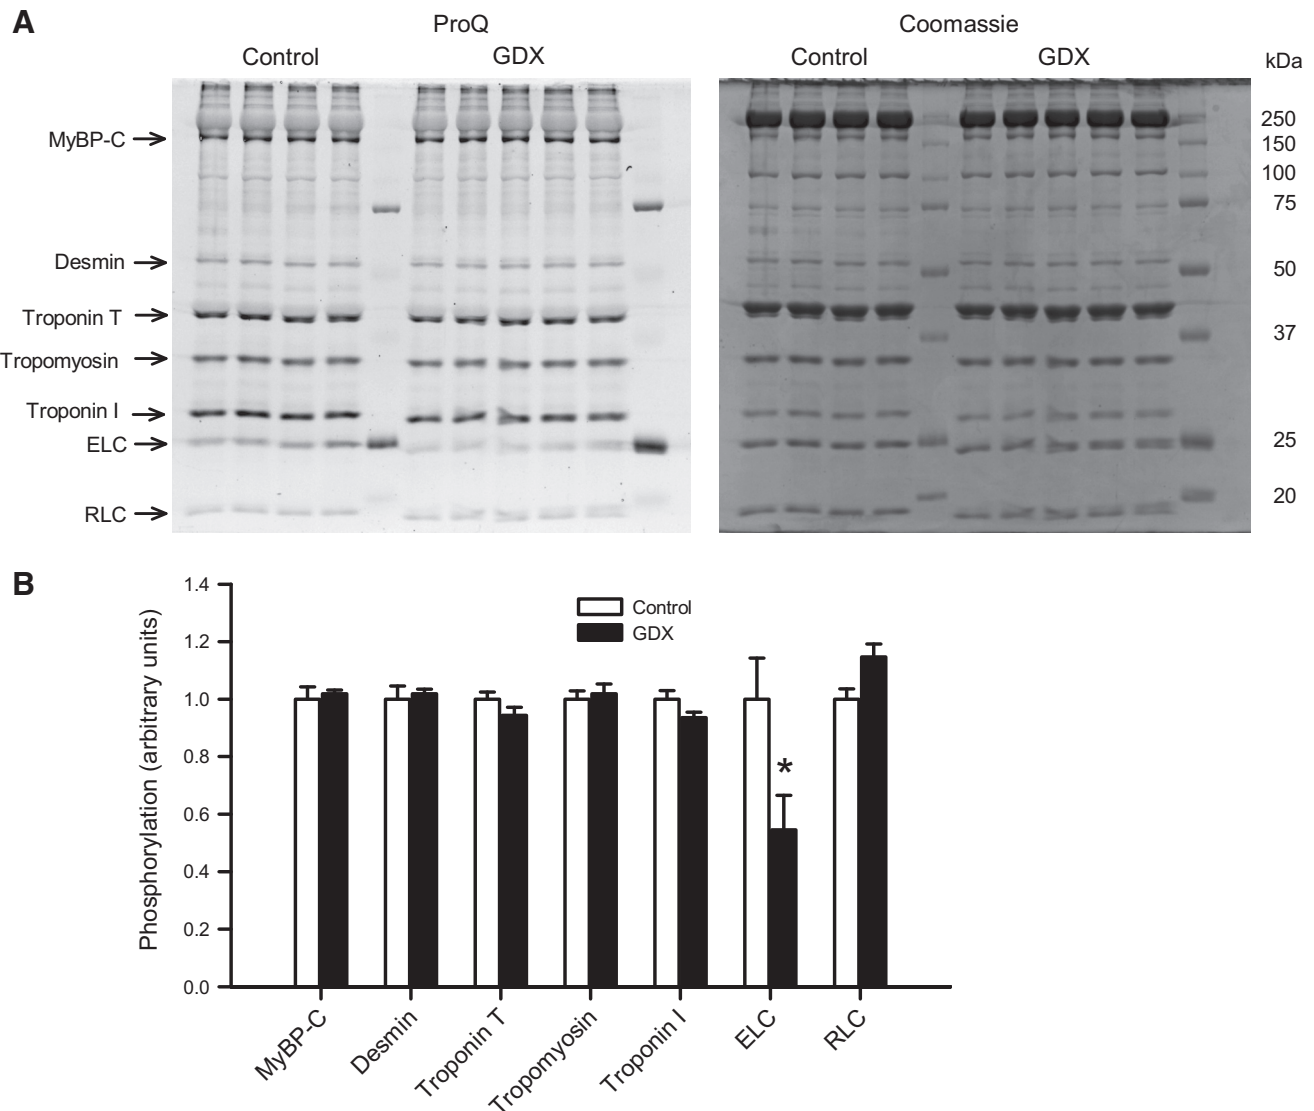 A
ProQ
Coomassie
Control
GDX
Control
GDX
kDa
MyBP-C
Desmin
Troponin T
Tropomyosin
Troponin I
ELC
RLC
250
150
100
75
50
37
25
20
B
Phosphorylation (arbitrary units)
1.4
1.2
1.0
0.8
0.6
0.4
0.2
0.0
Control
GDX
*
MyBP-C
Desmin
Troponin T
Tropomyosin
Troponin I
ELC
RLC